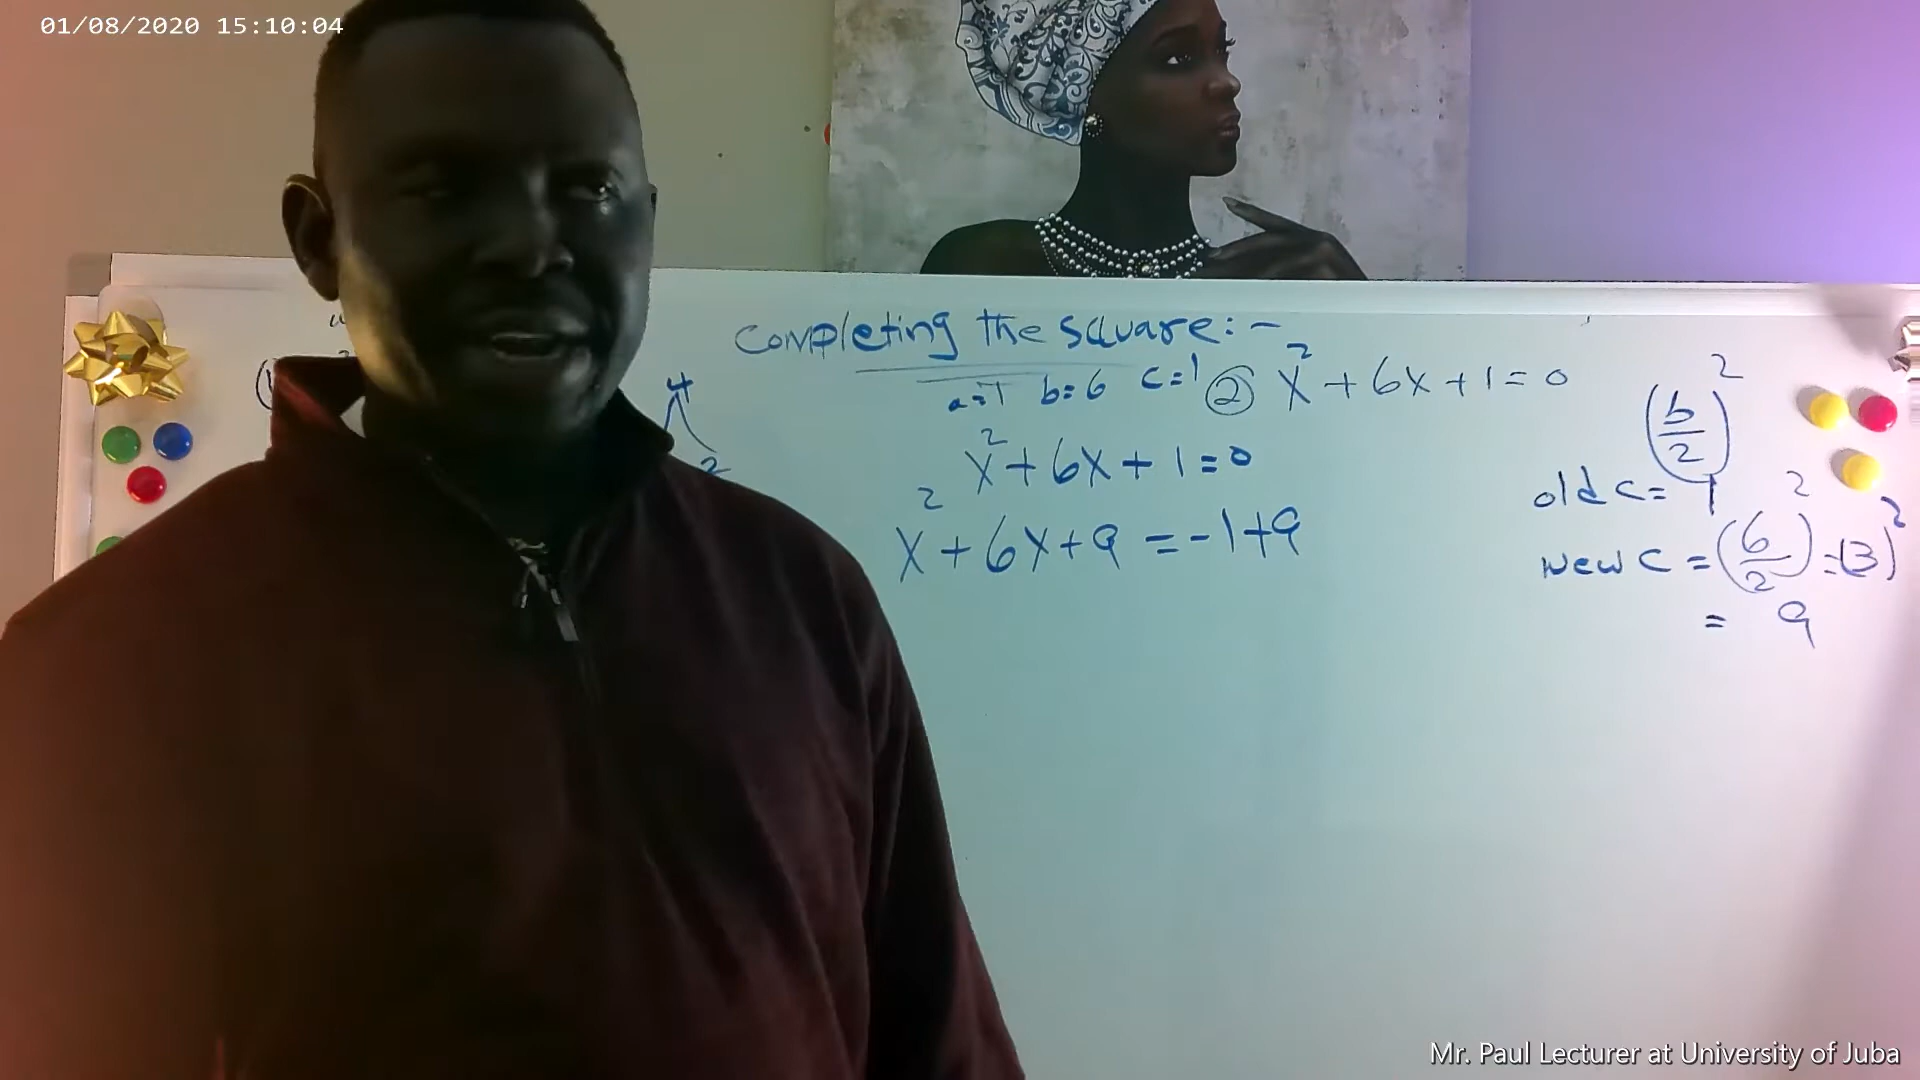 01/08/2020 15:10:04
Completing the square:-
a=1 b=6 c=1
② x² + 6x + 1 = 0
4
2
x² + 6x + 1 = 0
x² + 6x + 9 = -1+9
(b/2)²
old c = 1
New c = (6/2)² = (3)²
= 9
Mr. Paul Lecturer at University of Juba